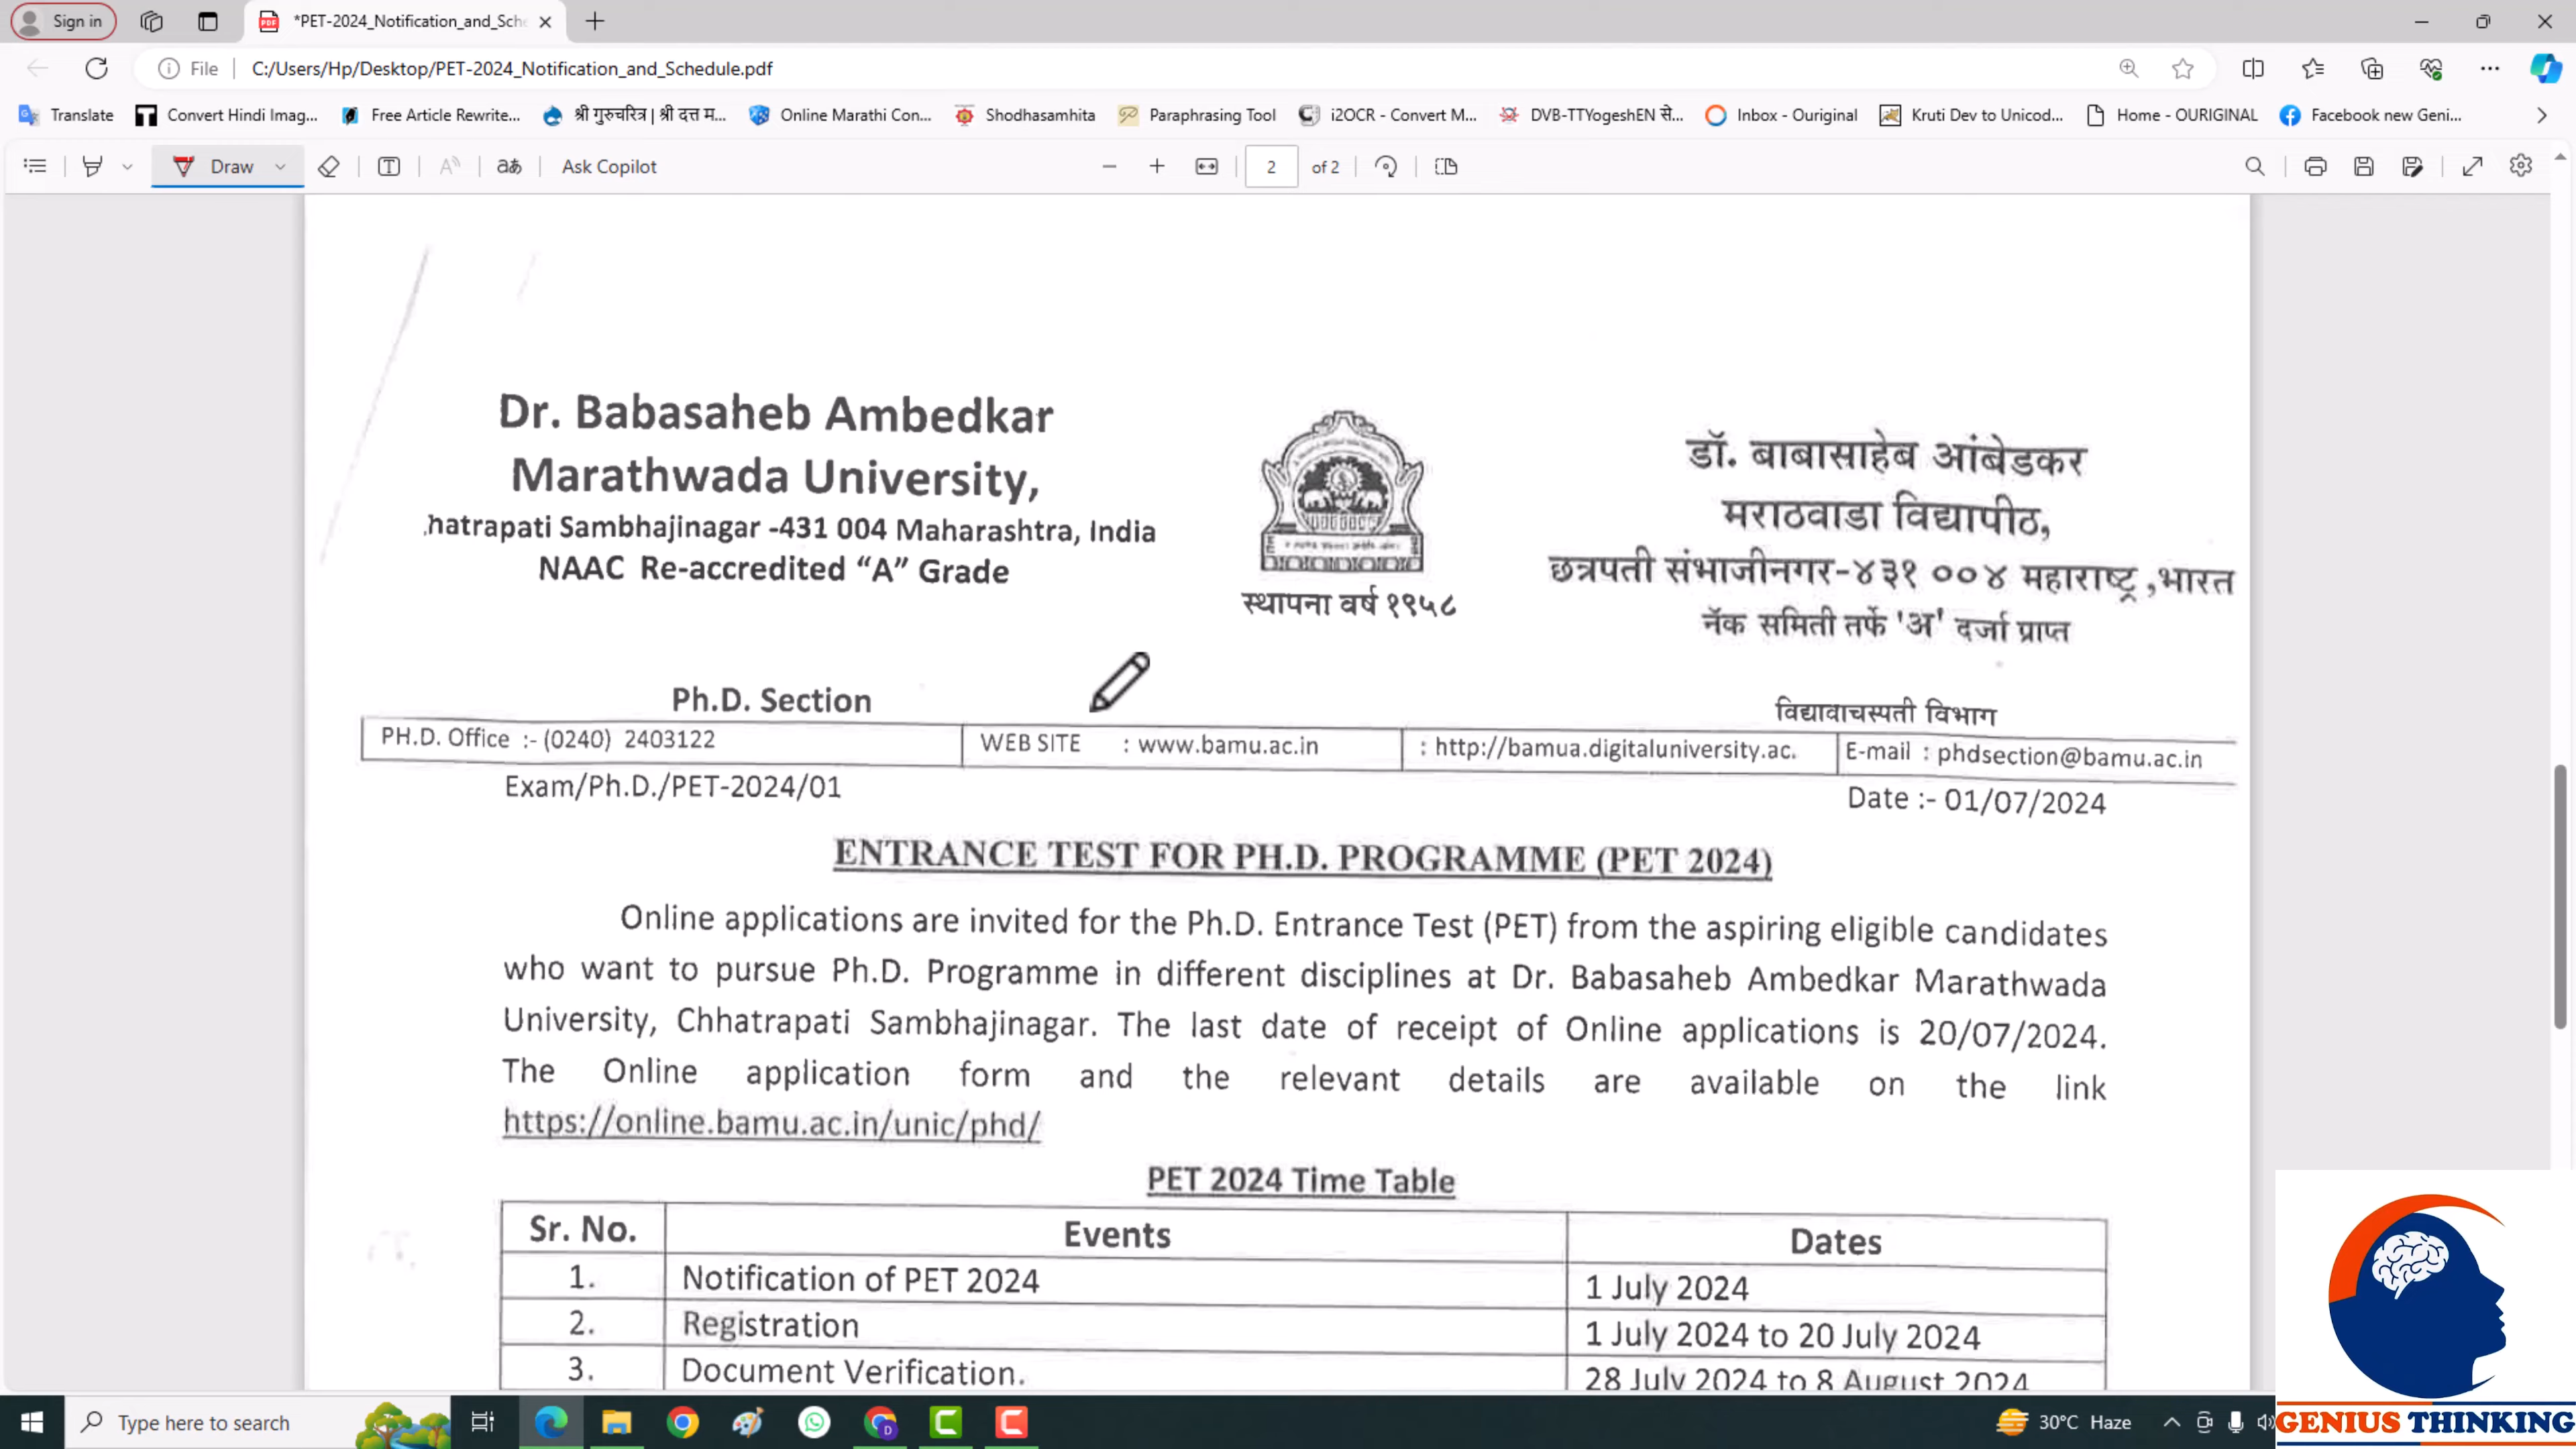 Sign in
*PET-2024_Notification_and_Sche
File
C:/Users/Hp/Desktop/PET-2024_Notification_and_Schedule.pdf
Translate
Convert Hindi Imag...
Free Article Rewrite...
श्री गुरुचरित्र | श्री दत्त म...
Online Marathi Con...
Shodhasamhita
Paraphrasing Tool
i2OCR - Convert M...
DVB-TTYogeshEN से...
Inbox - Ouriginal
Kruti Dev to Unicod...
Home - OURIGINAL
Facebook new Geni...
Draw
Ask Copilot
2 of 2
Dr. Babasaheb Ambedkar
Marathwada University,
hatrapati Sambhajinagar -431 004 Maharashtra, India
NAAC Re-accredited “A” Grade
स्थापना वर्ष १९५८
डॉ. बाबासाहेब आंबेडकर
मराठवाडा विद्यापीठ,
छत्रपती संभाजीनगर-४३१ ००४ महाराष्ट्र ,भारत
नॅक समिती तर्फे 'अ' दर्जा प्राप्त
Ph.D. Section
विद्यावाचस्पती विभाग
PH.D. Office :- (0240) 2403122
WEB SITE : www.bamu.ac.in
: http://bamua.digitaluniversity.ac.
E-mail : phdsection@bamu.ac.in
Exam/Ph.D./PET-2024/01
Date :- 01/07/2024
ENTRANCE TEST FOR PH.D. PROGRAMME (PET 2024)
Online applications are invited for the Ph.D. Entrance Test (PET) from the aspiring eligible candidates
who want to pursue Ph.D. Programme in different disciplines at Dr. Babasaheb Ambedkar Marathwada
University, Chhatrapati Sambhajinagar. The last date of receipt of Online applications is 20/07/2024.
The Online application form and the relevant details are available on the link
https://online.bamu.ac.in/unic/phd/
PET 2024 Time Table
Sr. No. Events Dates
1. Notification of PET 2024 1 July 2024
2. Registration 1 July 2024 to 20 July 2024
3. Document Verification. 28 July 2024 to 8 August 2024
Type here to search
30°C Haze
GENIUS THINKING